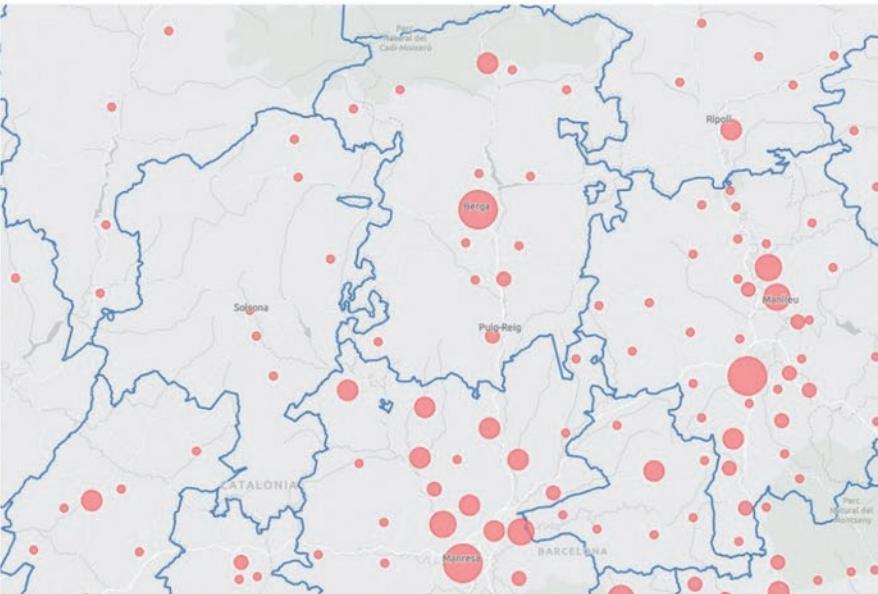 Parc
Natural del
Cadí-Moixeró
Ripoll
Berga
Manlleu
Solsona
Puig-Reig
CATALONIA
Parc
Natural del
Montseny
BARCELONA
Manresa